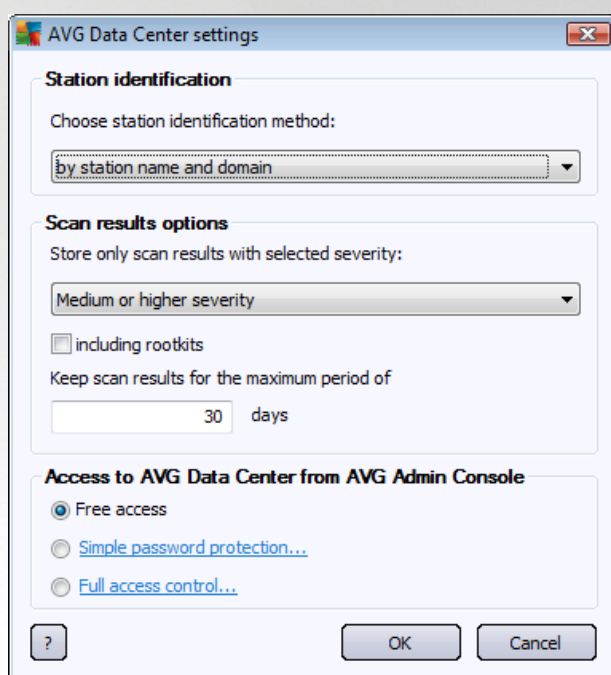 AVG Data Center settings
Station identification
Choose station identification method:
by station name and domain
Scan results options
Store only scan results with selected severity:
Medium or higher severity
including rootkits
Keep scan results for the maximum period of
30 days
Access to AVG Data Center from AVG Admin Console
Free access
Simple password protection...
Full access control...
? OK Cancel